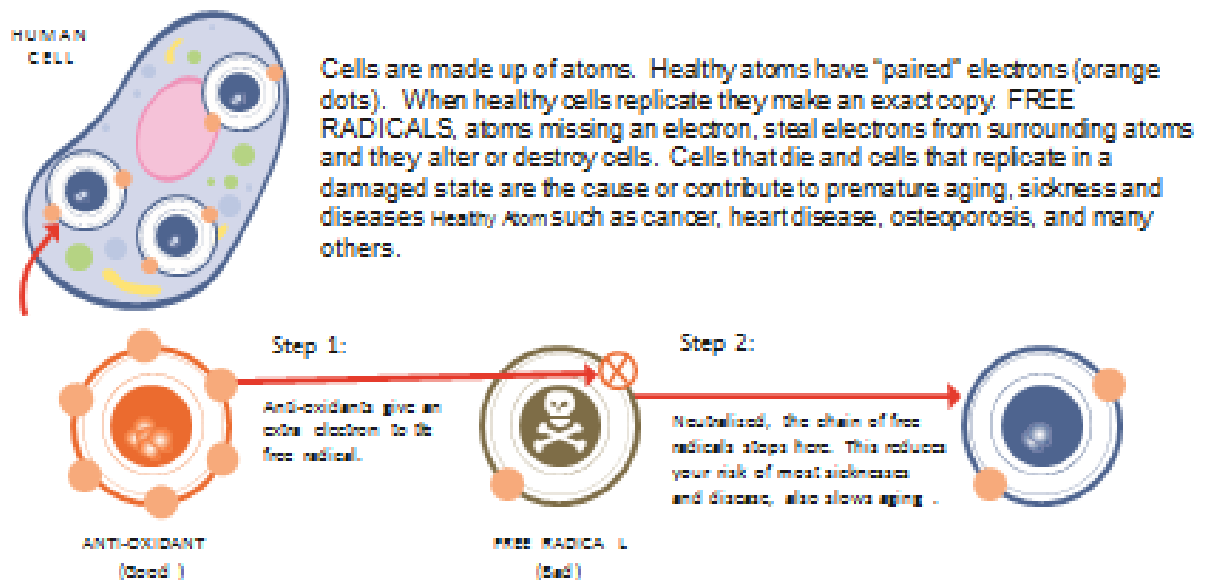 HUMAN
CELL
Cells are made up of atoms. Healthy atoms have "paired" electrons (orange
dots). When healthy cells replicate they make an exact copy. FREE
RADICALS, atoms missing an electron, steal electrons from surrounding atoms
and they alter or destroy cells. Cells that die and cells that replicate in a
damaged state are the cause or contribute to premature aging, sickness and
diseases Healthy Atom such as cancer, heart disease, osteoporosis, and many
others.
Step 1:
Anti-oxidants give an
extra electron to the
free radical.
Step 2:
Neutralised, the chain of free
radicals stops here. This reduces
your risk of most sicknesses
and disease, also slows aging .
ANTI-OXIDANT
(Good )
FREE RADICA L
(Bad)